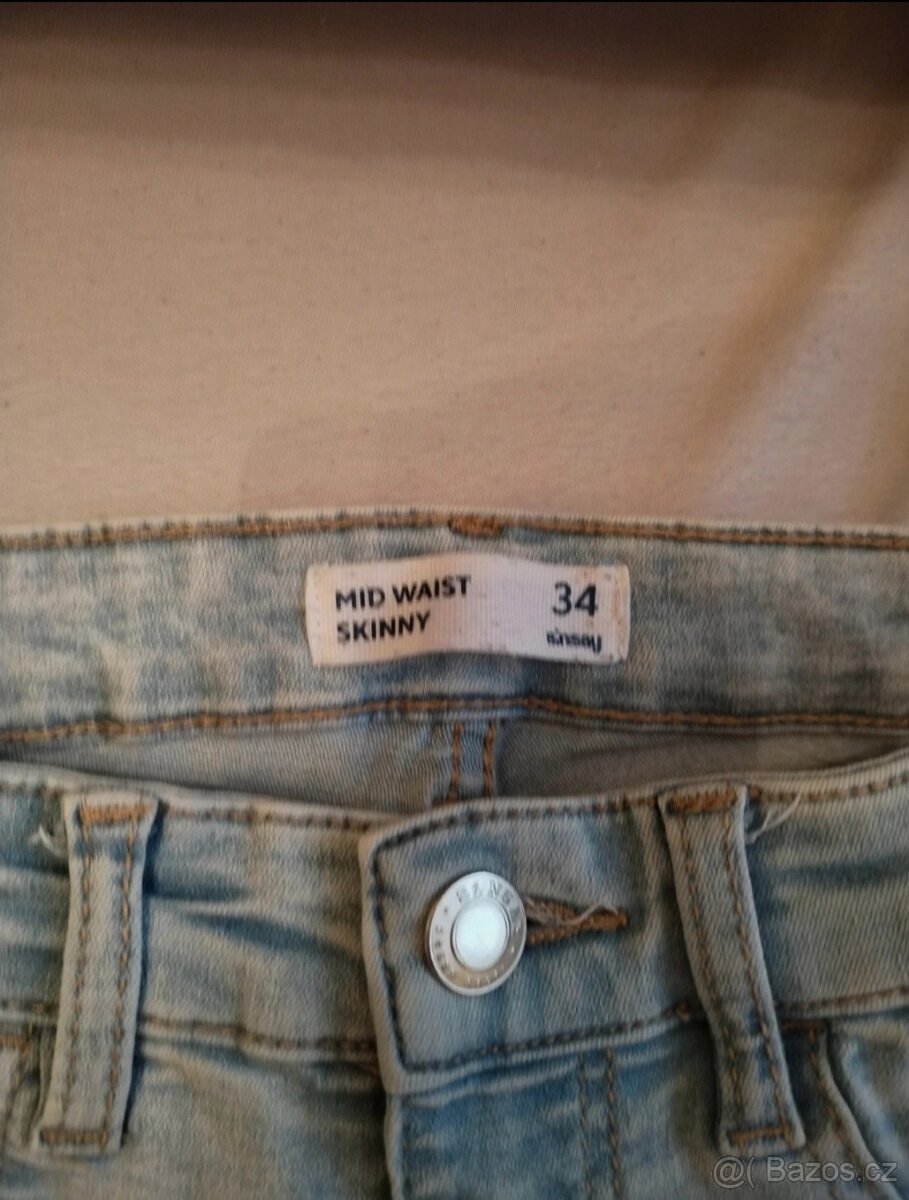 MID WAIST
SKINNY
34
sinsay
@( Bazos.cz